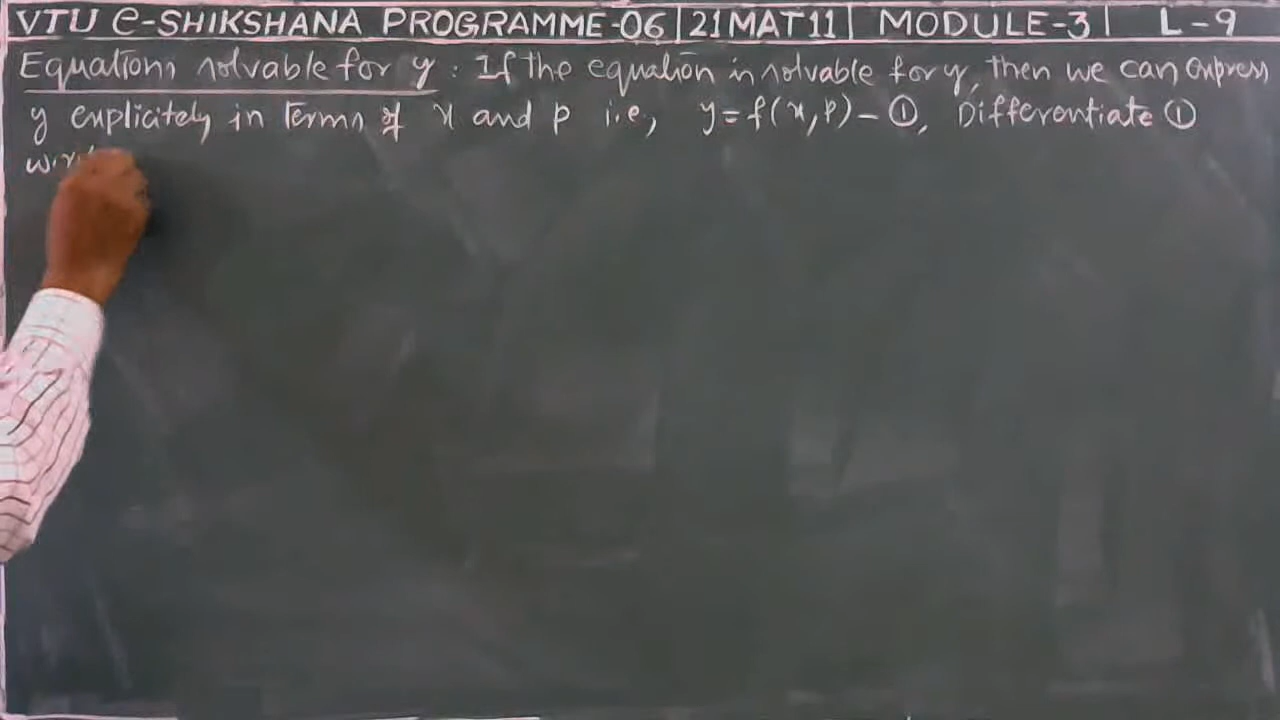 VTU e-SHIKSHANA PROGRAMME-06 | 21MAT11 | MODULE-3 | L-9
Equations solvable for y : If the equation is solvable for y, then we can express
y explicitely in terms of x and p i.e., y = f(x, p) - ①, Differentiate ①